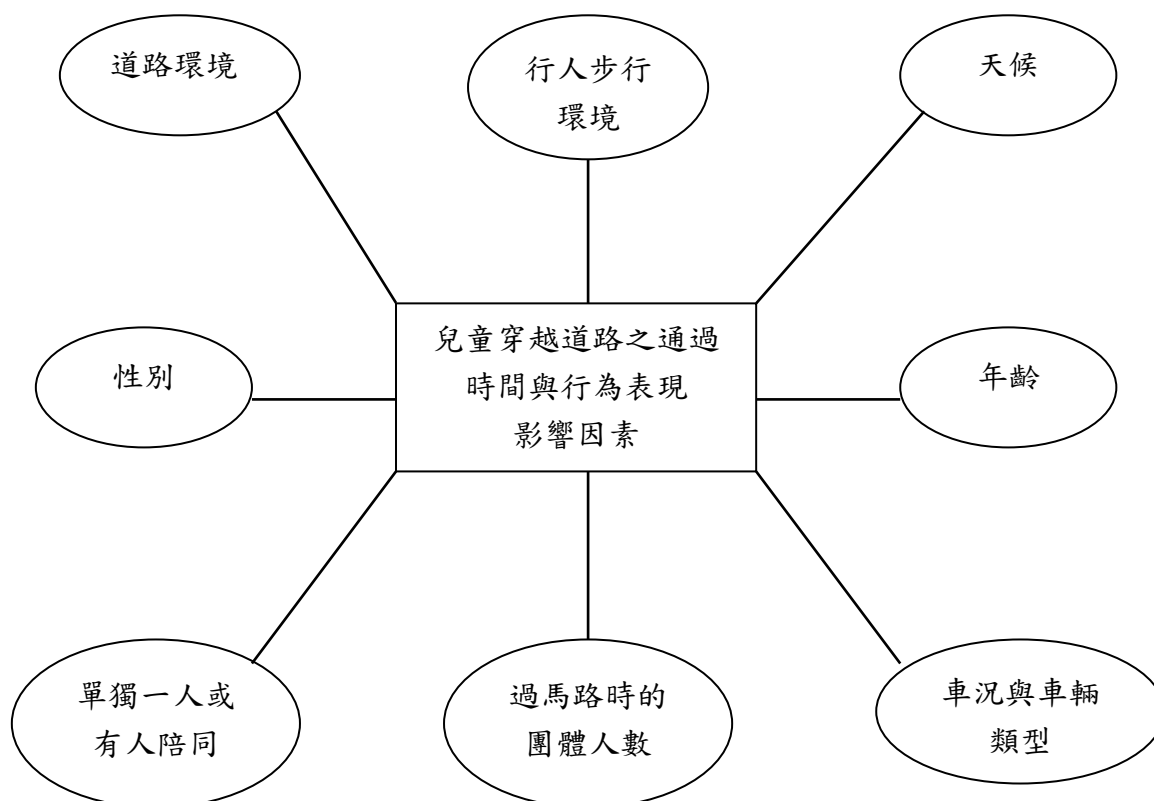 道路環境
行人步行
環境
天候
性別
兒童穿越道路之通過
時間與行為表現
影響因素
年齡
單獨一人或
有人陪同
過馬路時的
團體人數
車況與車輛
類型